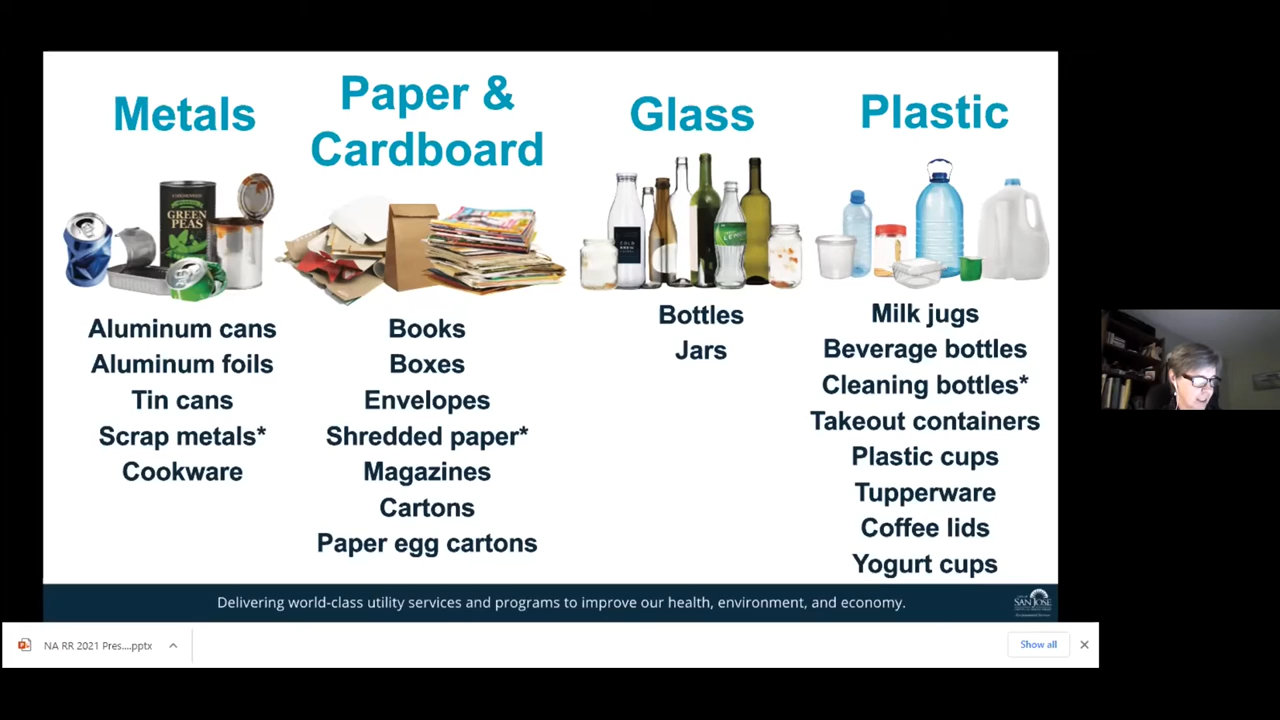 Metals
Paper &
Cardboard
Glass
Plastic
GREEN
PEAS
Aluminum cans
Aluminum foils
Tin cans
Scrap metals*
Cookware
Books
Boxes
Envelopes
Shredded paper*
Magazines
Cartons
Paper egg cartons
Bottles
Jars
Milk jugs
Beverage bottles
Cleaning bottles*
Takeout containers
Plastic cups
Tupperware
Coffee lids
Yogurt cups
Delivering world-class utility services and programs to improve our health, environment, and economy.
SAN JOSE
NA RR 2021 Pres....pptx
Show all